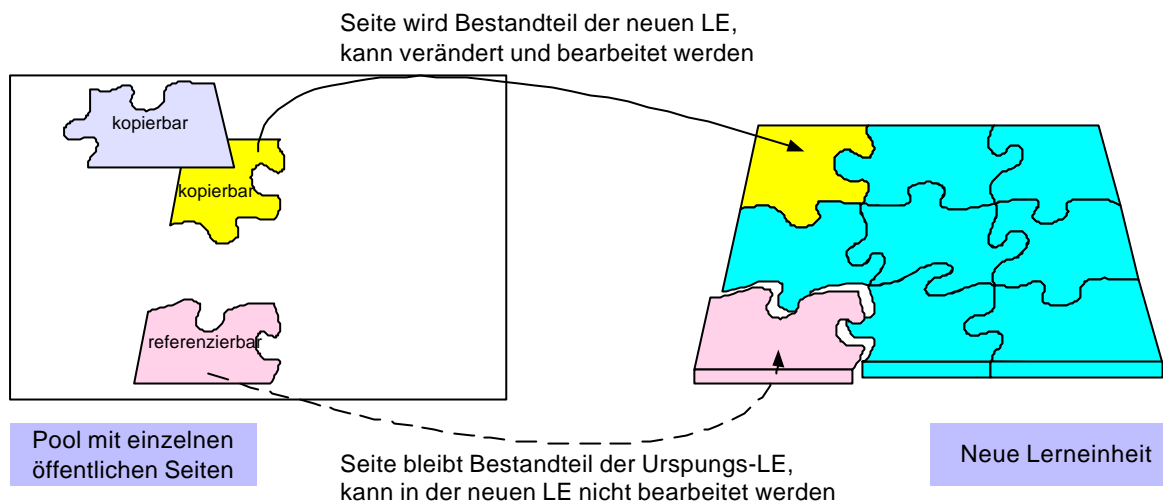 Seite wird Bestandteil der neuen LE,
kann verändert und bearbeitet werden
kopierbar
kopierbar
referenzierbar
Pool mit einzelnen
öffentlichen Seiten
Seite bleibt Bestandteil der Urspungs-LE,
kann in der neuen LE nicht bearbeitet werden
Neue Lerneinheit